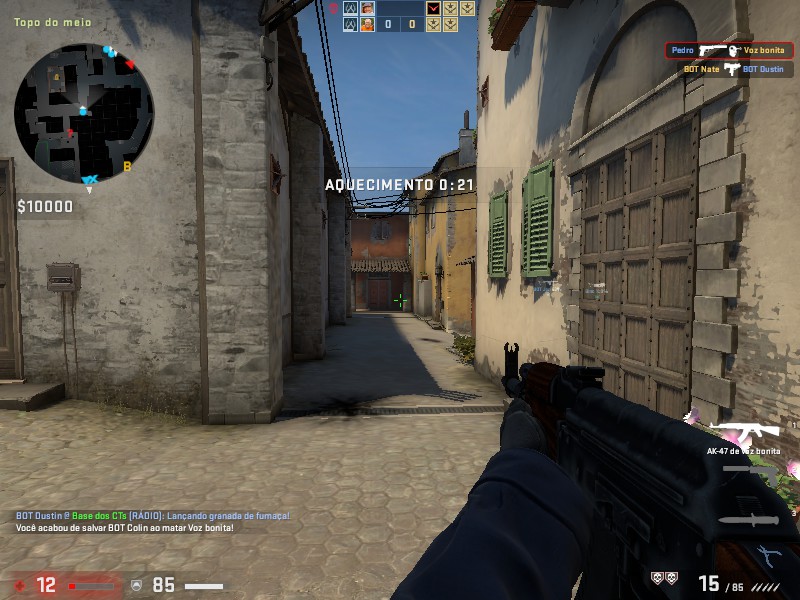 Topo do meio
0 0
Pedro Voz bonita
BOT Nate BOT Dustin
B
AQUECIMENTO 0:21
$10000
AK-47 de voz bonita
BOT Dustin @ Base dos CTs (RÁDIO): Lançando granada de fumaça!
Você acabou de salvar BOT Colin ao matar Voz bonita!
12 85
15 / 85